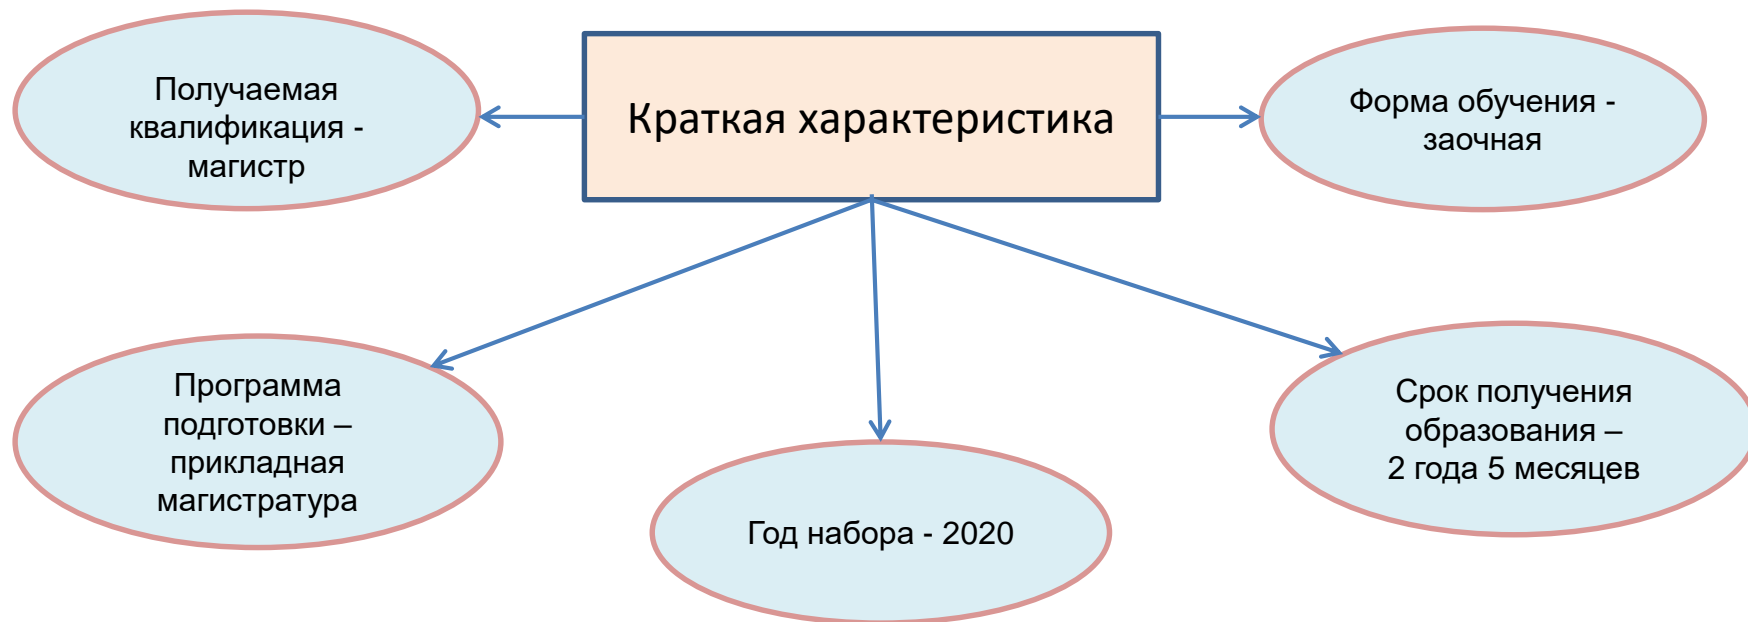 Получаемая
квалификация -
магистр
Краткая характеристика
Форма обучения -
заочная
Программа
подготовки –
прикладная
магистратура
Год набора - 2020
Срок получения
образования –
2 года 5 месяцев